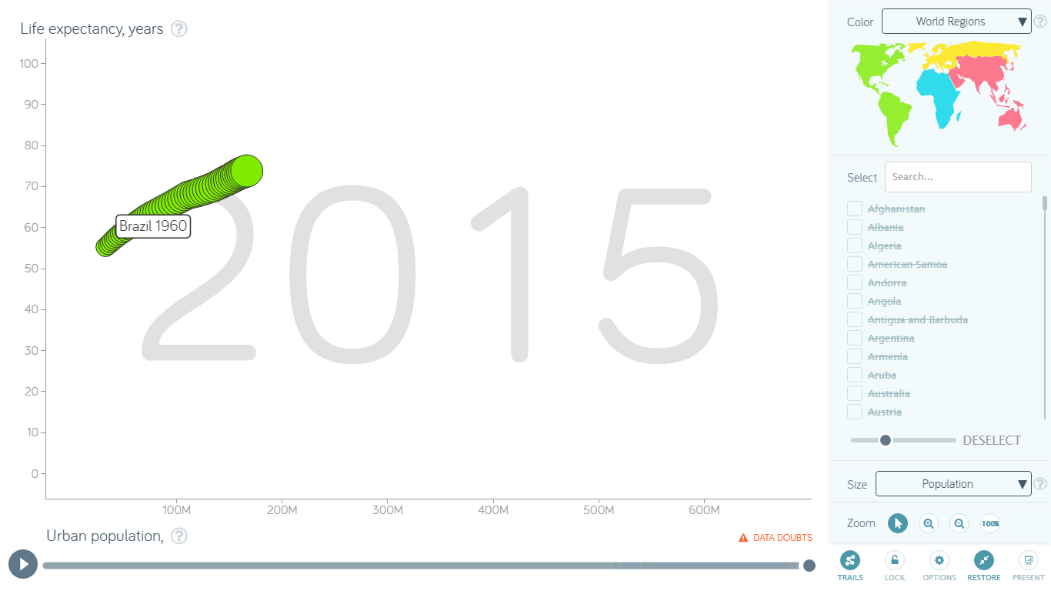 Life expectancy, years ?
100
90
80
70
60
50
40
30
20
10
0
2015
Brazil 1960
100M 200M 300M 400M 500M 600M
Urban population, ?
DATA DOUBTS
Color World Regions ▼ ?
Select Search...
Afghanistan
Albania
Algeria
American Samoa
Andorra
Angola
Antigua and Barbuda
Argentina
Armenia
Aruba
Australia
Austria
DESELECT
Size Population ▼ ?
Zoom 100%
TRAILS LOCK OPTIONS RESTORE PRESENT